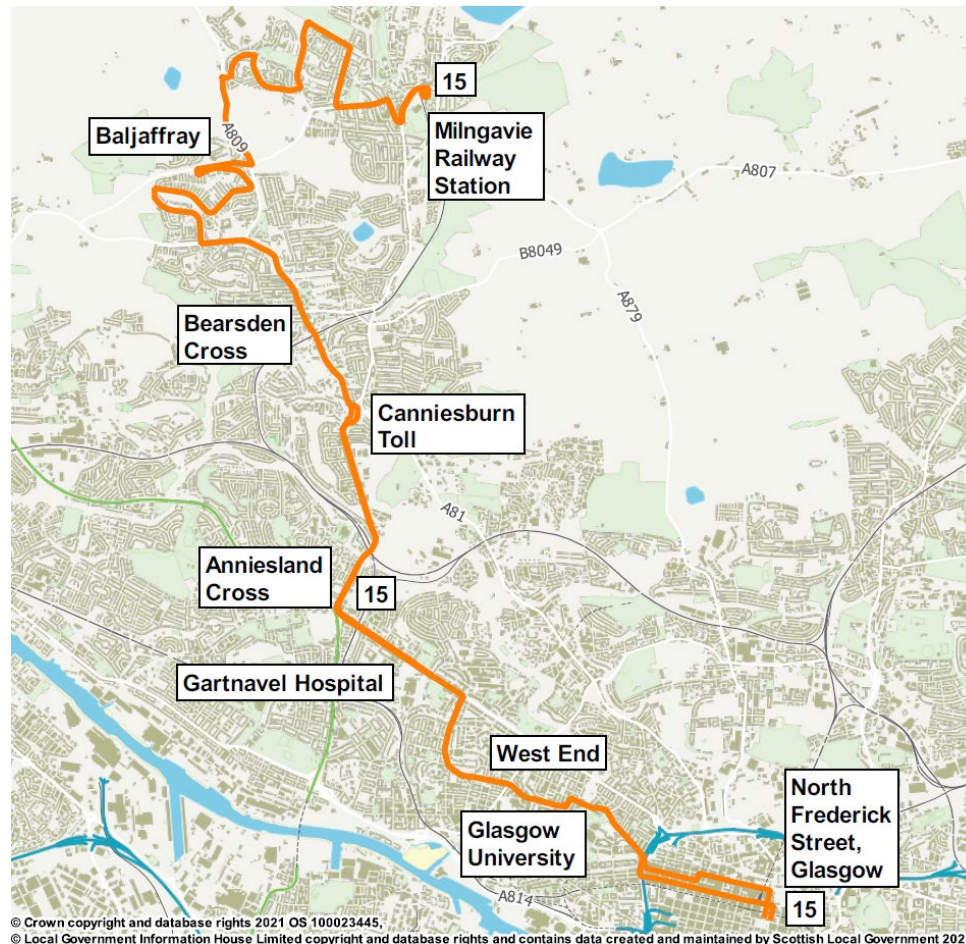 15
Milngavie
Railway
Station
Baljaffray
A809
A807
B8049
A879
Bearsden
Cross
Canniesburn
Toll
A81
Anniesland
Cross
15
Gartnavel Hospital
West End
North
Frederick
Street,
Glasgow
Glasgow
University
A814
15
© Crown copyright and database rights 2021 OS 100023445,
© Local Government Information House Limited copyright and database rights and contains data created and maintained by Scottish Local Government 202